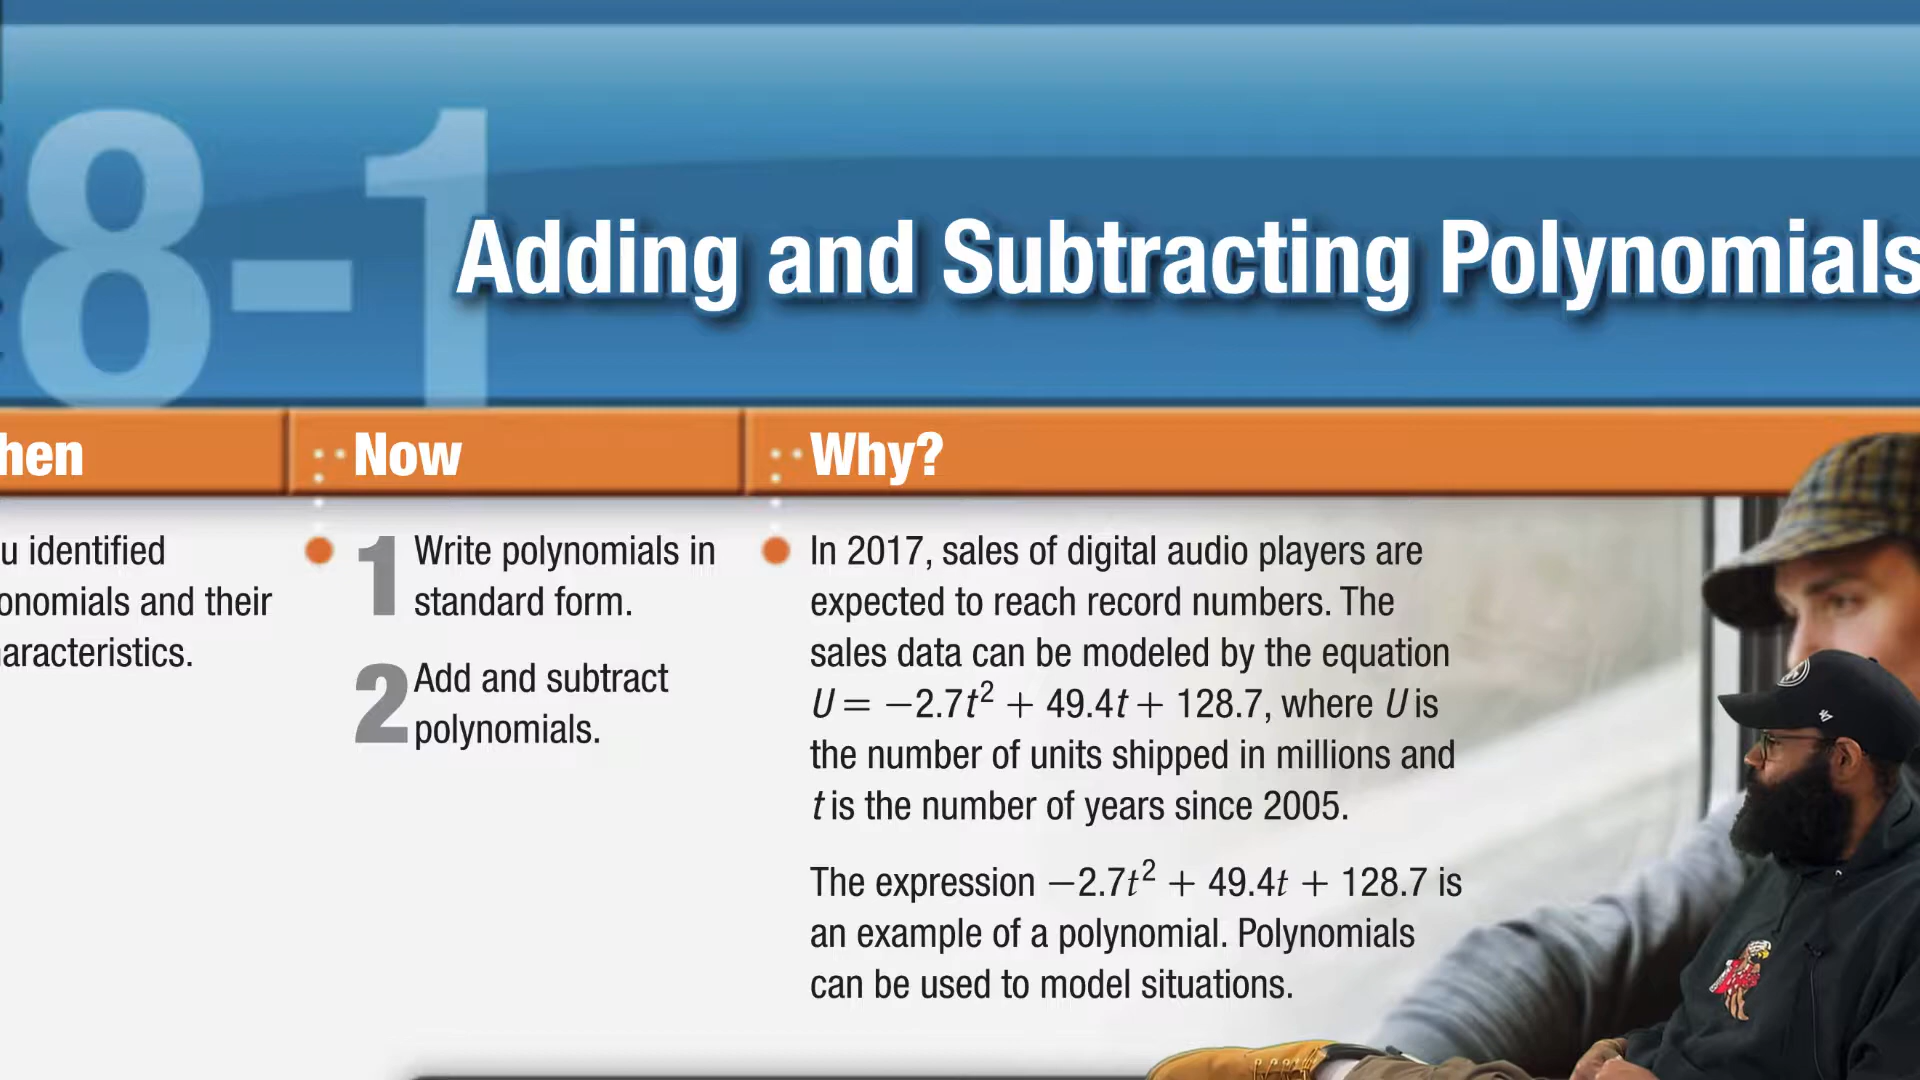 8-1
Adding and Subtracting Polynomials
hen
Now
Why?
u identified
onomials and their
aracteristics.
1 Write polynomials in
standard form.
2 Add and subtract
polynomials.
In 2017, sales of digital audio players are
expected to reach record numbers. The
sales data can be modeled by the equation
U = −2.7t² + 49.4t + 128.7, where U is
the number of units shipped in millions and
t is the number of years since 2005.
The expression −2.7t² + 49.4t + 128.7 is
an example of a polynomial. Polynomials
can be used to model situations.